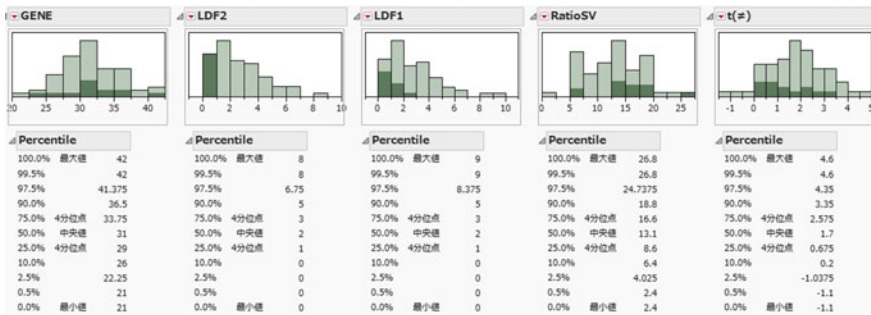 GENE
LDF2
LDF1
RatioSV
t(≠)
20 25 30 35 40
0 2 4 6 8 10
0 2 4 6 8 10
0 5 10 15 20 25
-1 0 1 2 3 4 5
Percentile
100.0% 最大値 42
99.5% 42
97.5% 41.375
90.0% 36.5
75.0% 4分位点 33.75
50.0% 中央値 31
25.0% 4分位点 29
10.0% 26
2.5% 22.25
0.5% 21
0.0% 最小値 21
Percentile
100.0% 最大値 8
99.5% 8
97.5% 6.75
90.0% 5
75.0% 4分位点 3
50.0% 中央値 2
25.0% 4分位点 1
10.0% 0
2.5% 0
0.5% 0
0.0% 最小値 0
Percentile
100.0% 最大値 9
99.5% 9
97.5% 8.375
90.0% 5
75.0% 4分位点 3
50.0% 中央値 2
25.0% 4分位点 1
10.0% 0
2.5% 0
0.5% 0
0.0% 最小値 0
Percentile
100.0% 最大値 26.8
99.5% 26.8
97.5% 24.7375
90.0% 18.8
75.0% 4分位点 16.6
50.0% 中央値 13.1
25.0% 4分位点 8.6
10.0% 6.4
2.5% 4.025
0.5% 2.4
0.0% 最小値 2.4
Percentile
100.0% 最大値 4.6
99.5% 4.6
97.5% 4.35
90.0% 3.35
75.0% 4分位点 2.575
50.0% 中央値 1.7
25.0% 4分位点 0.675
10.0% 0.2
2.5% -1.0375
0.5% -1.1
0.0% 最小値 -1.1